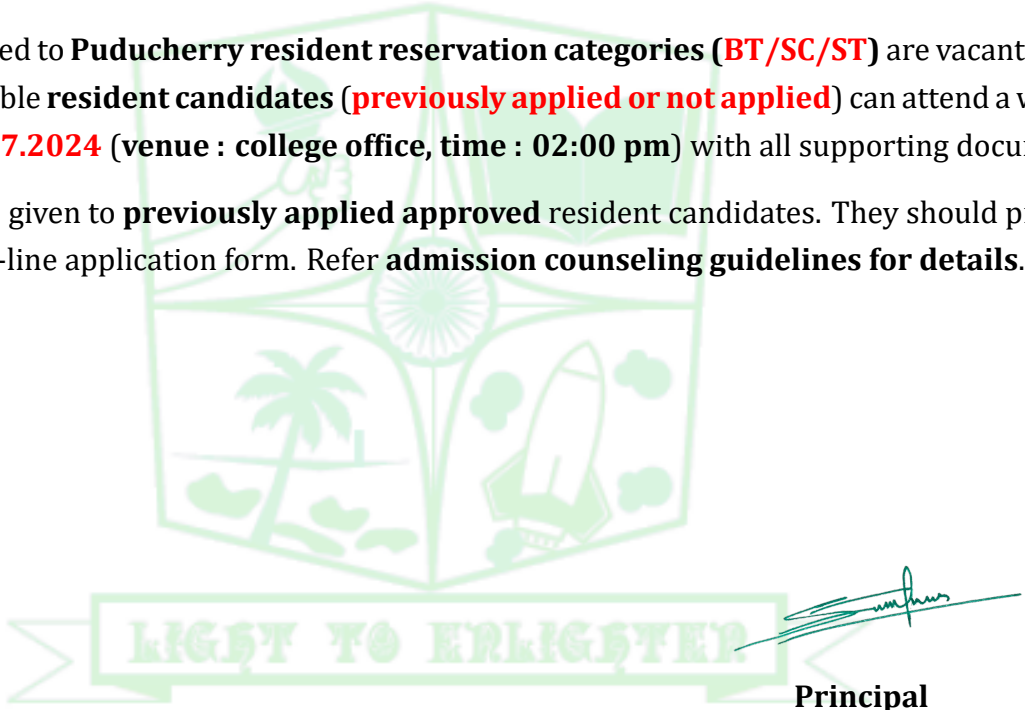 ed to Puducherry resident reservation categories (BT/SC/ST) are vacant
ble resident candidates (previously applied or not applied) can attend a w
7.2024 (venue : college office, time : 02:00 pm) with all supporting docu
given to previously applied approved resident candidates. They should pr
-line application form. Refer admission counseling guidelines for details.
LIGHT TO ENLIGHTEN
Principal